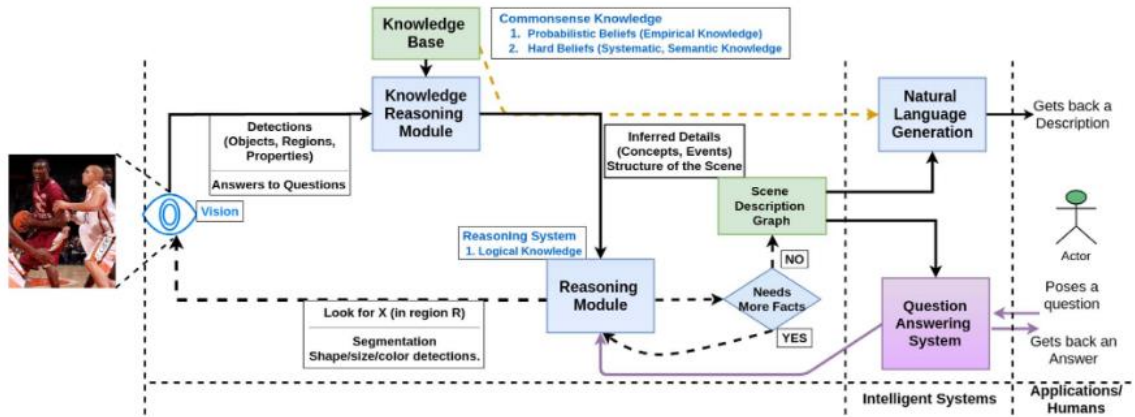 Knowledge
Base
Commonsense Knowledge
1. Probabilistic Beliefs (Empirical Knowledge)
2. Hard Beliefs (Systematic, Semantic Knowledge
Knowledge
Reasoning
Module
Natural
Language
Generation
Gets back a
Description
Detections
(Objects, Regions,
Properties)
Answers to Questions
Inferred Details
(Concepts, Events)
Structure of the Scene
Vision
Scene
Description
Graph
Actor
Reasoning System
1. Logical Knowledge
NO
Reasoning
Module
Needs
More Facts
YES
Question
Answering
System
Poses a
question
Gets back an
Answer
Look for X (in region R)
Segmentation
Shape/size/color detections.
Intelligent Systems
Applications/
Humans